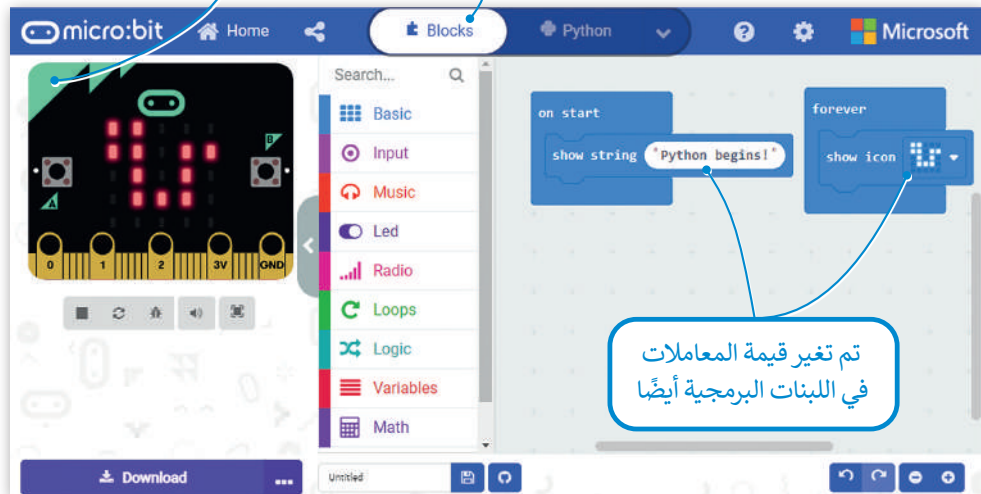 micro:bit Home Blocks Python Microsoft
Search...
Basic
Input
Music
Led
Radio
Loops
Logic
Variables
Math
A
B
0 1 2 3V GND
on start
show string "Python begins!"
forever
show icon
تم تغير قيمة المعاملات
في اللبنات البرمجية أيضًا
Download ...
Untitled